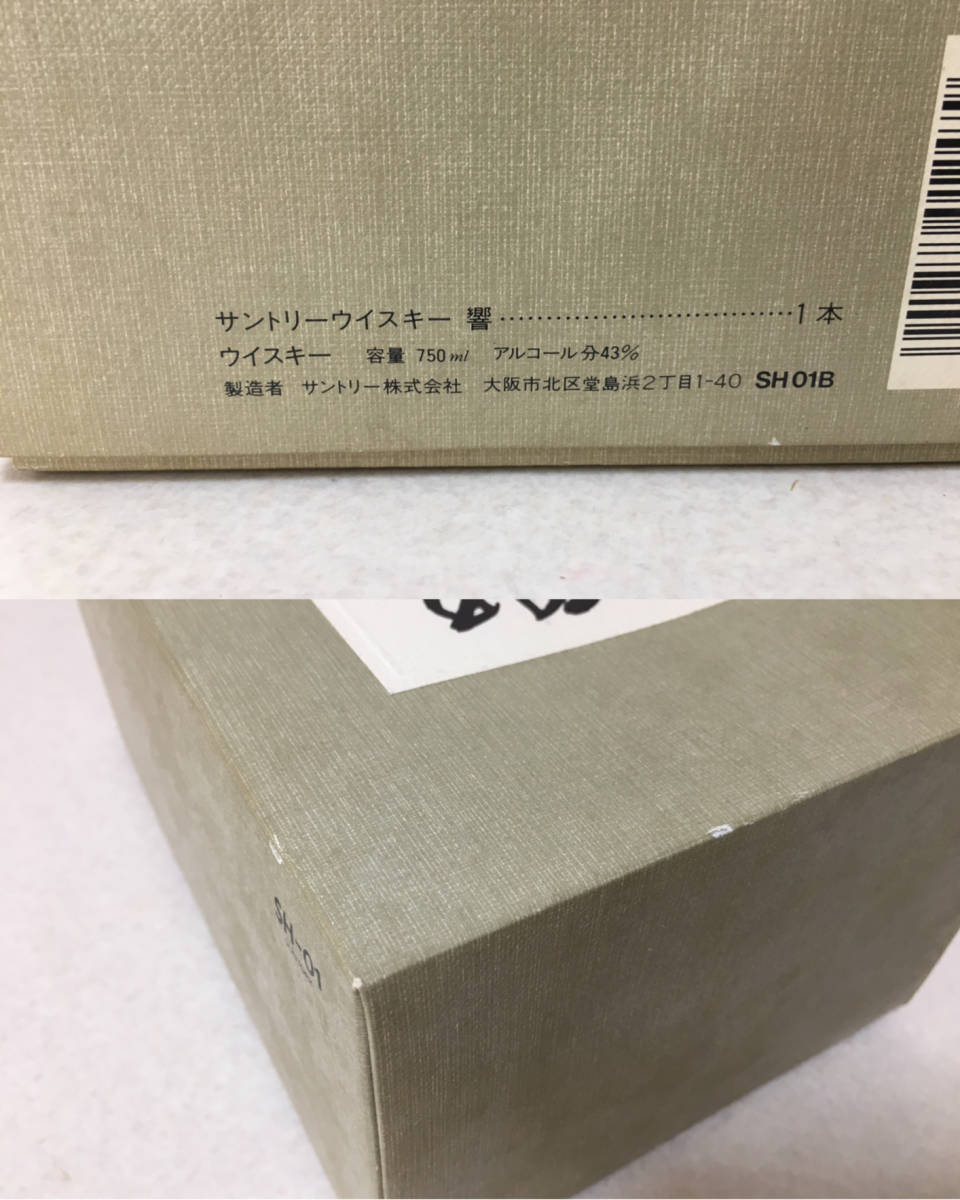 サントリーウイスキー 響……………………………1本
ウイスキー 容量 750ml アルコール分43%
製造者 サントリー株式会社 大阪市北区堂島浜2丁目1-40 SH01B
SH-01